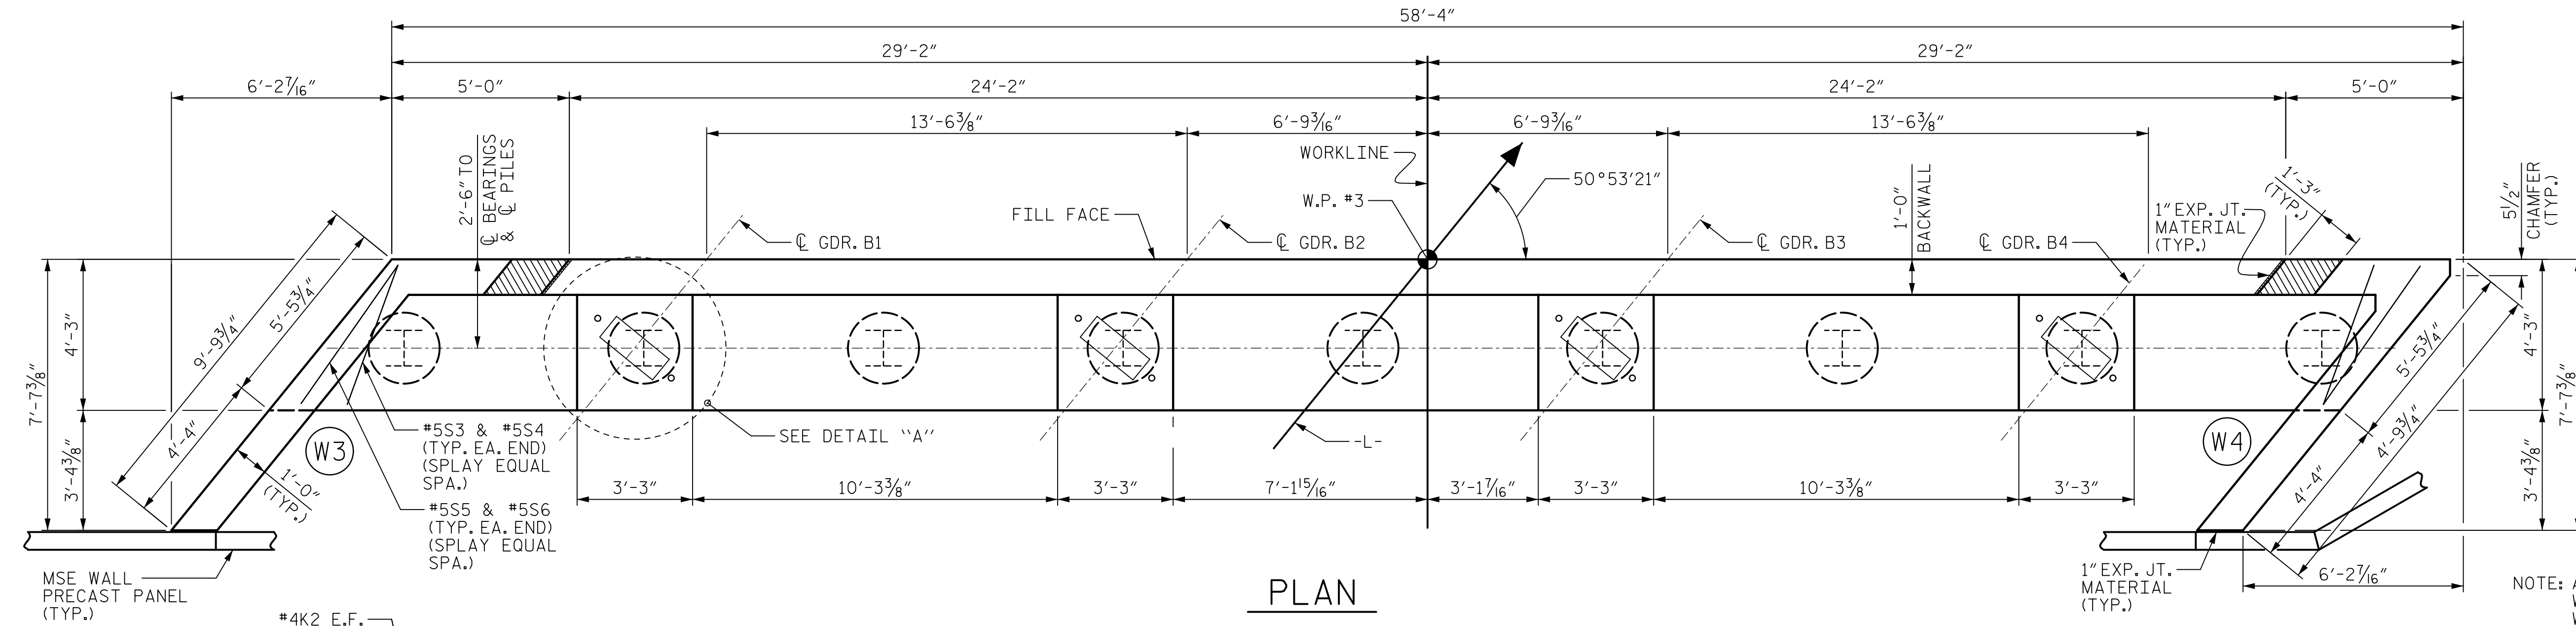 58'-4"
29'-2"
29'-2"
6'-2 7/16"
5'-0"
24'-2"
24'-2"
5'-0"
13'-6 3/8"
6'-9 3/16"
6'-9 3/16"
13'-6 3/8"
2'-6" TO
℄ BEARINGS
& ℄ PILES
WORKLINE
W.P. #3
50°53'21"
FILL FACE
1'-0"
BACKWALL
1" EXP. JT.
MATERIAL
(TYP.)
1'-3"
(TYP.)
5 1/2"
CHAMFER
(TYP.)
℄ GDR. B1
℄ GDR. B2
℄ GDR. B3
℄ GDR. B4
9'-9 3/4"
5'-5 3/4"
4'-4"
7'-7 3/8"
4'-3"
3'-4 3/8"
W3
1'-0"
(TYP.)
#5S3 & #5S4
(TYP. EA. END)
(SPLAY EQUAL
SPA.)
#5S5 & #5S6
(TYP. EA. END)
(SPLAY EQUAL
SPA.)
SEE DETAIL "A"
-L-
3'-3"
10'-3 3/8"
3'-3"
7'-1 15/16"
3'-1 7/16"
3'-3"
10'-3 3/8"
3'-3"
W4
5'-5 3/4"
4'-9 3/4"
4'-4"
4'-3"
3'-4 3/8"
7'-7 3/8"
MSE WALL
PRECAST PANEL
(TYP.)
1" EXP. JT.
MATERIAL
(TYP.)
6'-2 7/16"
PLAN
NOTE:
#4K2 E.F.